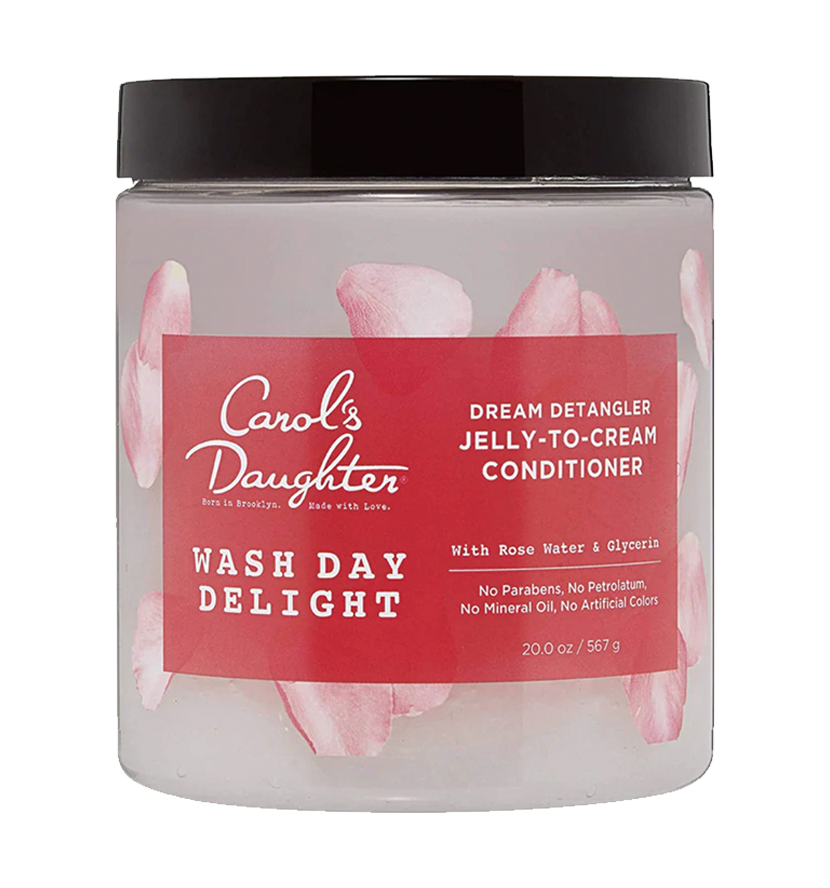 Carol's
Daughter®
Born in Brooklyn. Made with Love.
WASH DAY
DELIGHT
DREAM DETANGLER
JELLY-TO-CREAM
CONDITIONER
With Rose Water & Glycerin
No Parabens, No Petrolatum,
No Mineral Oil, No Artificial Colors
20.0 oz / 567 g